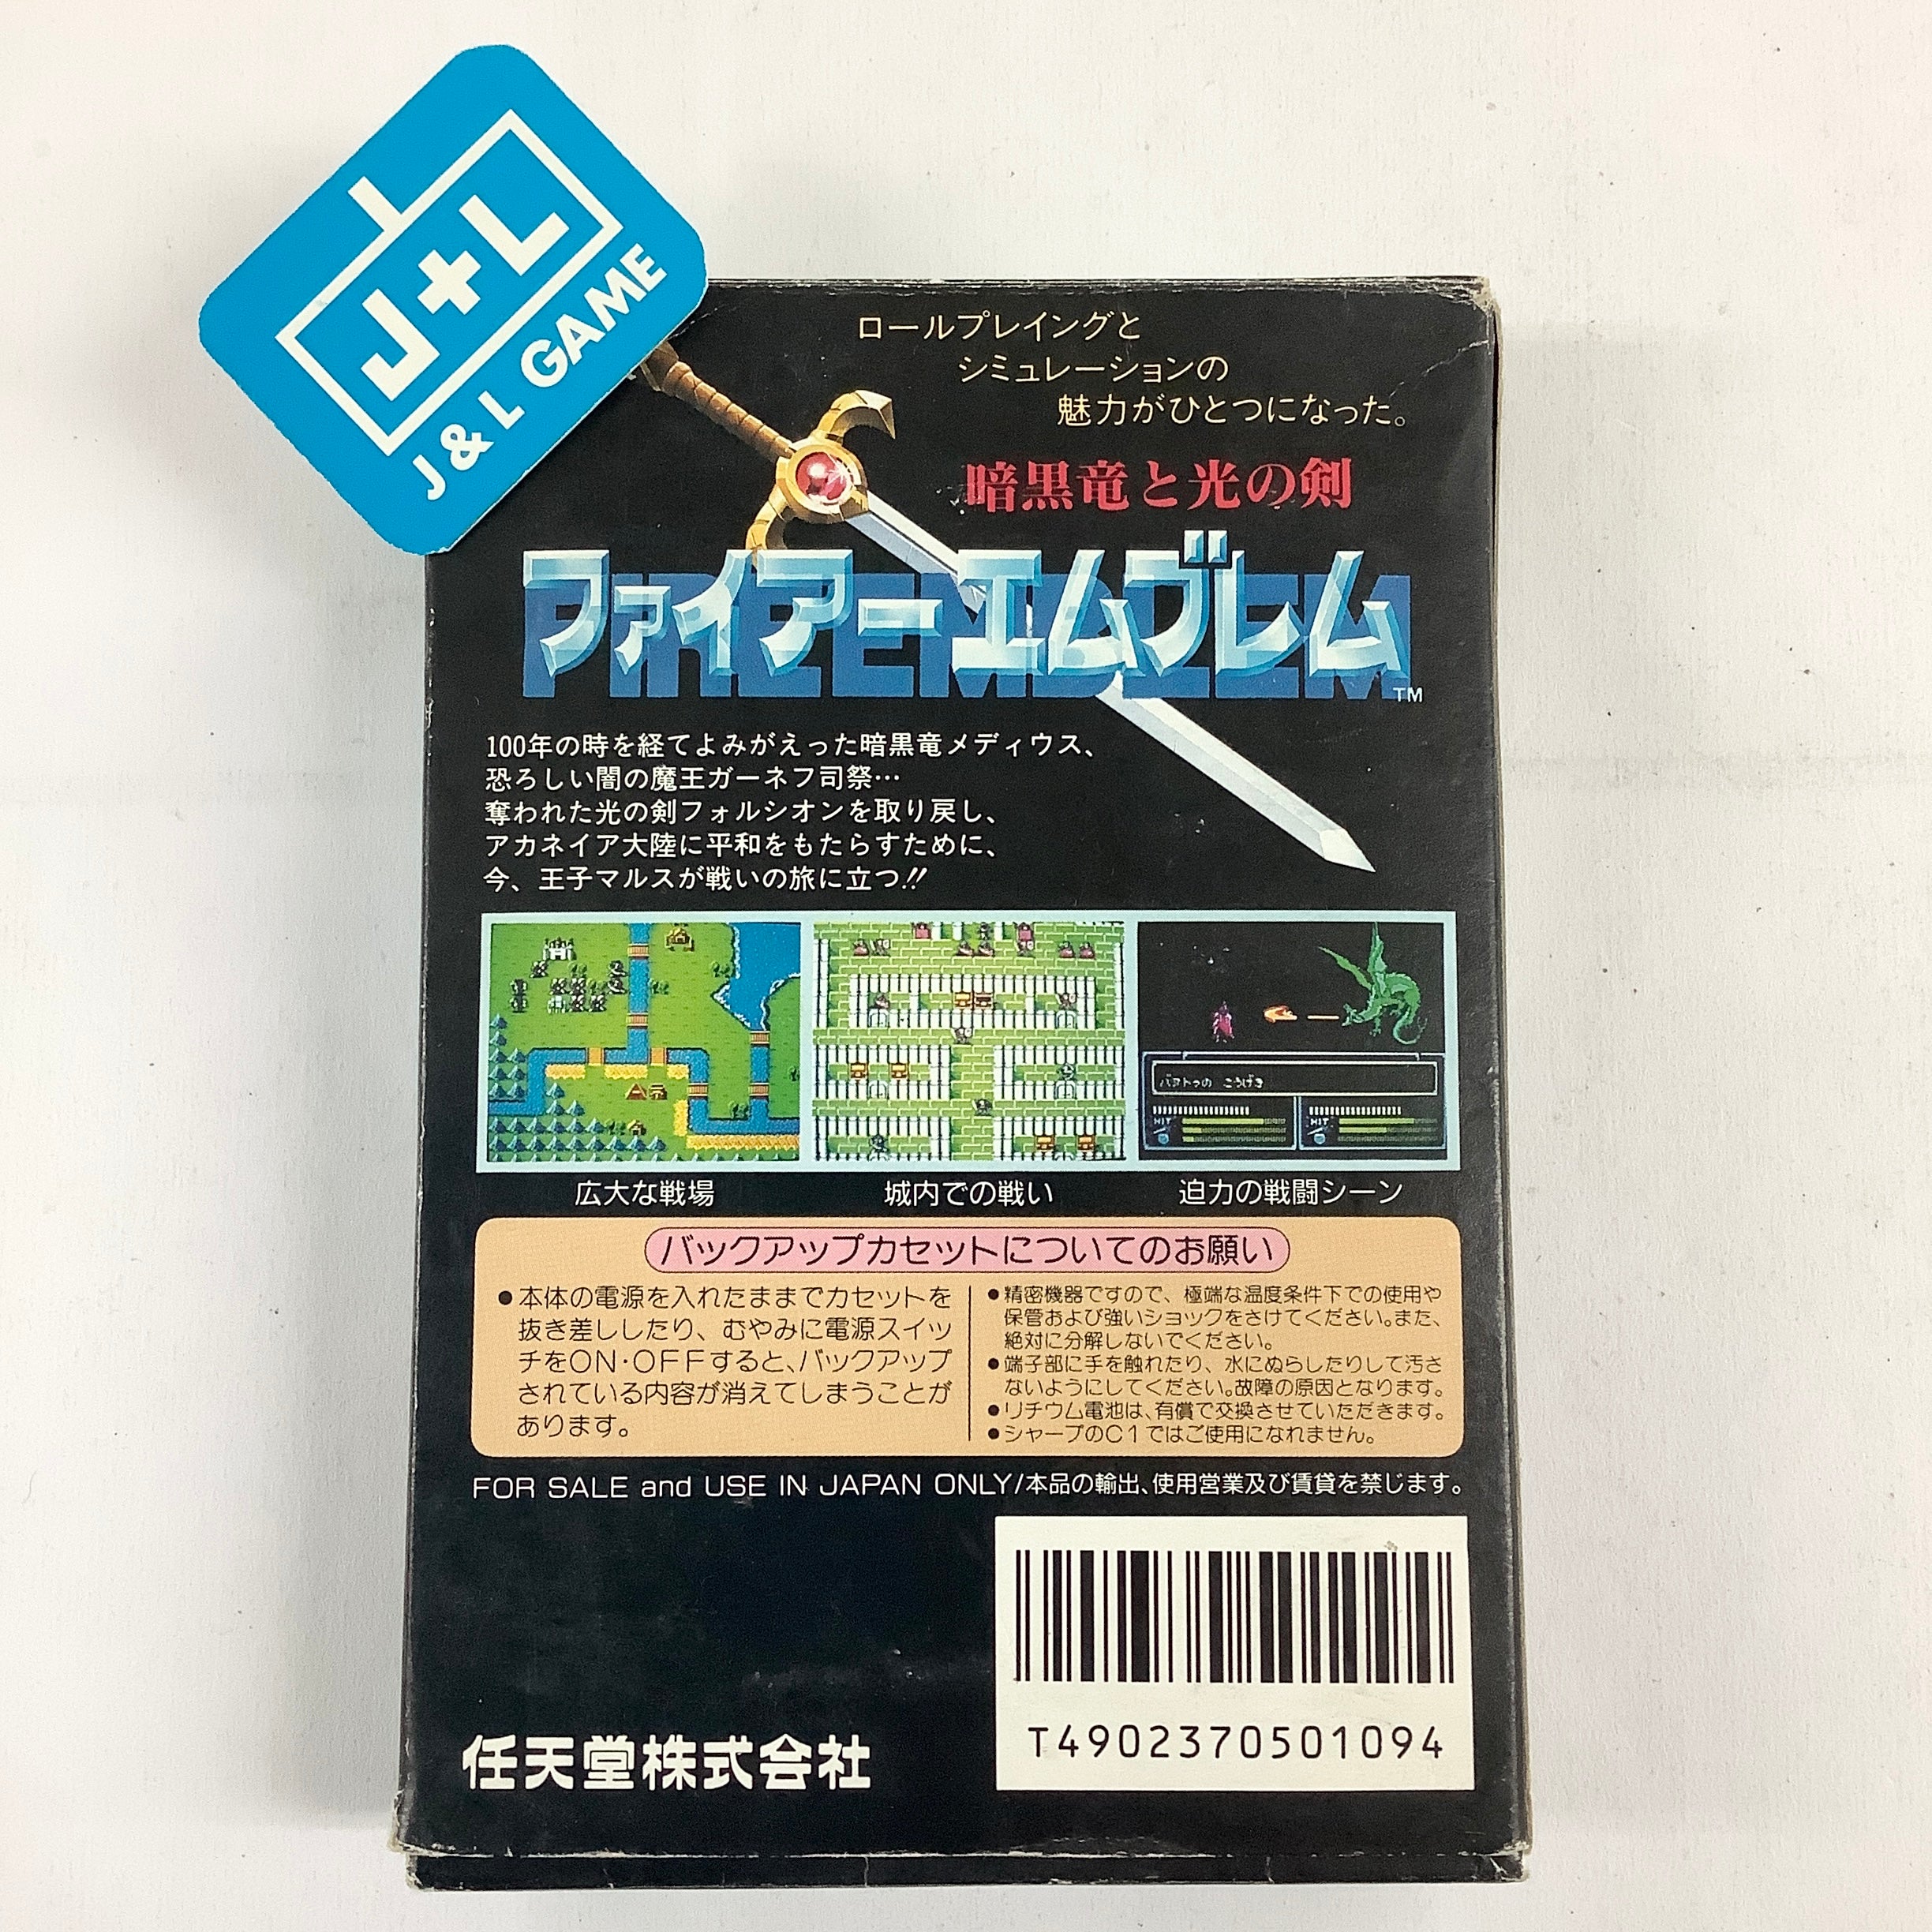 J+L
J & L GAME
ロールプレイングと
シミュレーションの
魅力がひとつになった。
暗黒竜と光の剣
ファイアーエムブレム
FIRE EMBLEM
TM
100年の時を経てよみがえった暗黒竜メディウス、
恐ろしい闇の魔王ガーネフ司祭…
奪われた光の剣フォルシオンを取り戻し、
アカネイア大陸に平和をもたらすために、
今、王子マルスが戦いの旅に立つ!!
バアトゥの こうげき
HIT
HIT
広大な戦場
城内での戦い
迫力の戦闘シーン
バックアップカセットについてのお願い
●本体の電源を入れたままでカセットを
抜き差ししたり、むやみに電源スイッ
チをON・OFFすると、バックアップ
されている内容が消えてしまうことが
あります。
●精密機器ですので、極端な温度条件下での使用や
保管および強いショックをさけてください。また、
絶対に分解しないでください。
●端子部に手を触れたり、水にぬらしたりして汚さ
ないようにしてください。故障の原因となります。
●リチウム電池は、有償で交換させていただきます。
●シャープのC1ではご使用になれません。
FOR SALE and USE IN JAPAN ONLY/本品の輸出、使用営業及び賃貸を禁じます。
任天堂株式会社
T4902370501094